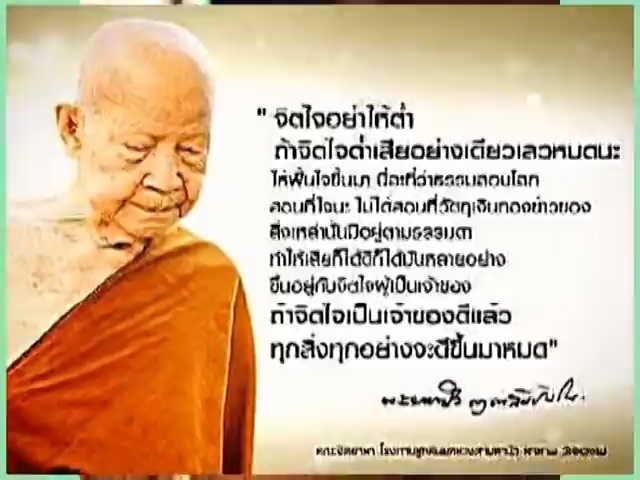 " จิตใจอย่าให้ต่ำ
ถ้าจิตใจต่ำเสียอย่างเดียวเลวหมดนะ
ให้ฟื้นใจขึ้นมา นี่ละที่ว่าธรรมสอนโลก
สอนที่ใจนะ ไม่ได้สอนที่วัตถุเงินทองข้าวของ
สิ่งเหล่านั้นมีอยู่ตามธรรมดา
ทำให้เสียก็ได้ดีก็ได้มันหลายอย่าง
ขึ้นอยู่กับจิตใจผู้เป็นเจ้าของ
ถ้าจิตใจเป็นเจ้าของดีแล้ว
ทุกสิ่งทุกอย่างจะดีขึ้นมาหมด"